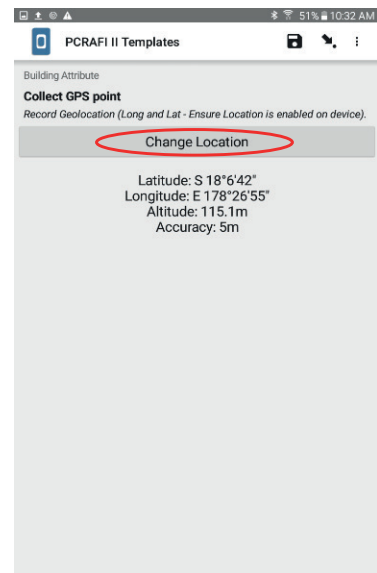 51% 10:32 AM
PCRAFI II Templates
Building Attribute
Collect GPS point
Record Geolocation (Long and Lat - Ensure Location is enabled on device).
Change Location
Latitude: S 18°6'42"
Longitude: E 178°26'55"
Altitude: 115.1m
Accuracy: 5m